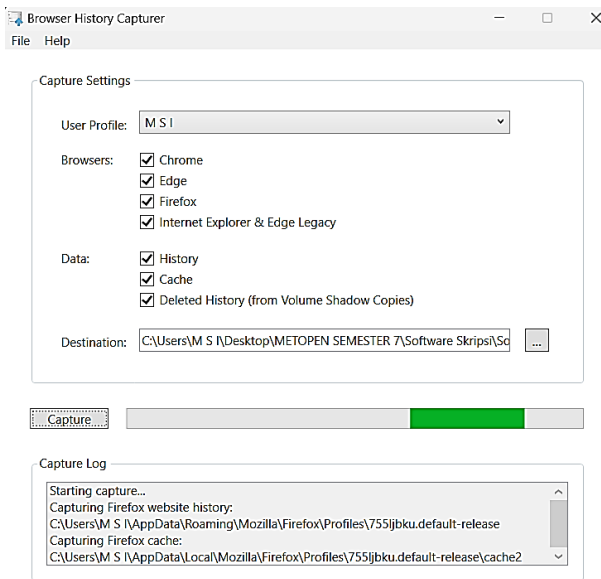 Browser History Capturer
File Help
Capture Settings
User Profile: M S I
Browsers: Chrome
Edge
Firefox
Internet Explorer & Edge Legacy
Data: History
Cache
Deleted History (from Volume Shadow Copies)
Destination: C:\Users\M S I\Desktop\METOPEN SEMESTER 7\Software Skripsi\So ...
Capture
Capture Log
Starting capture...
Capturing Firefox website history:
C:\Users\M S I\AppData\Roaming\Mozilla\Firefox\Profiles\755ljbku.default-release
Capturing Firefox cache:
C:\Users\M S I\AppData\Local\Mozilla\Firefox\Profiles\755ljbku.default-release\cache2